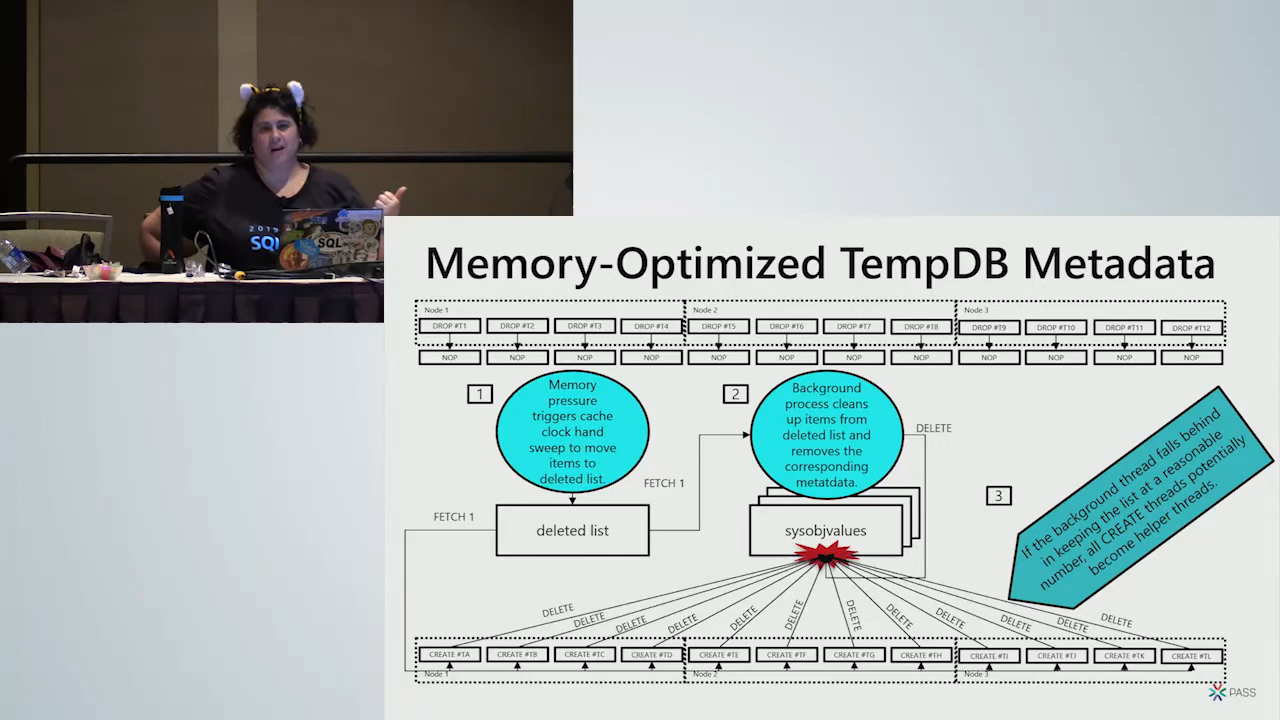 2019
SQL
SQL
Memory-Optimized TempDB Metadata
Node 1
Node 2
Node 3
DROP #T1
DROP #T2
DROP #T3
DROP #T4
DROP #T5
DROP #T6
DROP #T7
DROP #T8
DROP #T9
DROP #T10
DROP #T11
DROP #T12
NOP
NOP
NOP
NOP
NOP
NOP
NOP
NOP
NOP
NOP
NOP
NOP
1
Memory
pressure
triggers cache
clock hand
sweep to move
items to
deleted list.
2
Background
process cleans
up items from
deleted list and
removes the
corresponding
metatdata.
DELETE
FETCH 1
FETCH 1
deleted list
sysobjvalues
3
If the background thread falls behind
in keeping the list at a reasonable
number, all CREATE threads potentially
become helper threads.
DELETE
DELETE
DELETE
DELETE
DELETE
DELETE
DELETE
DELETE
DELETE
DELETE
DELETE
CREATE #TA
CREATE #TB
CREATE #TC
CREATE #TD
CREATE #TE
CREATE #TF
CREATE #TG
CREATE #TH
CREATE #TI
CREATE #TJ
CREATE #TK
CREATE #TL
Node 1
Node 2
Node 3
PASS